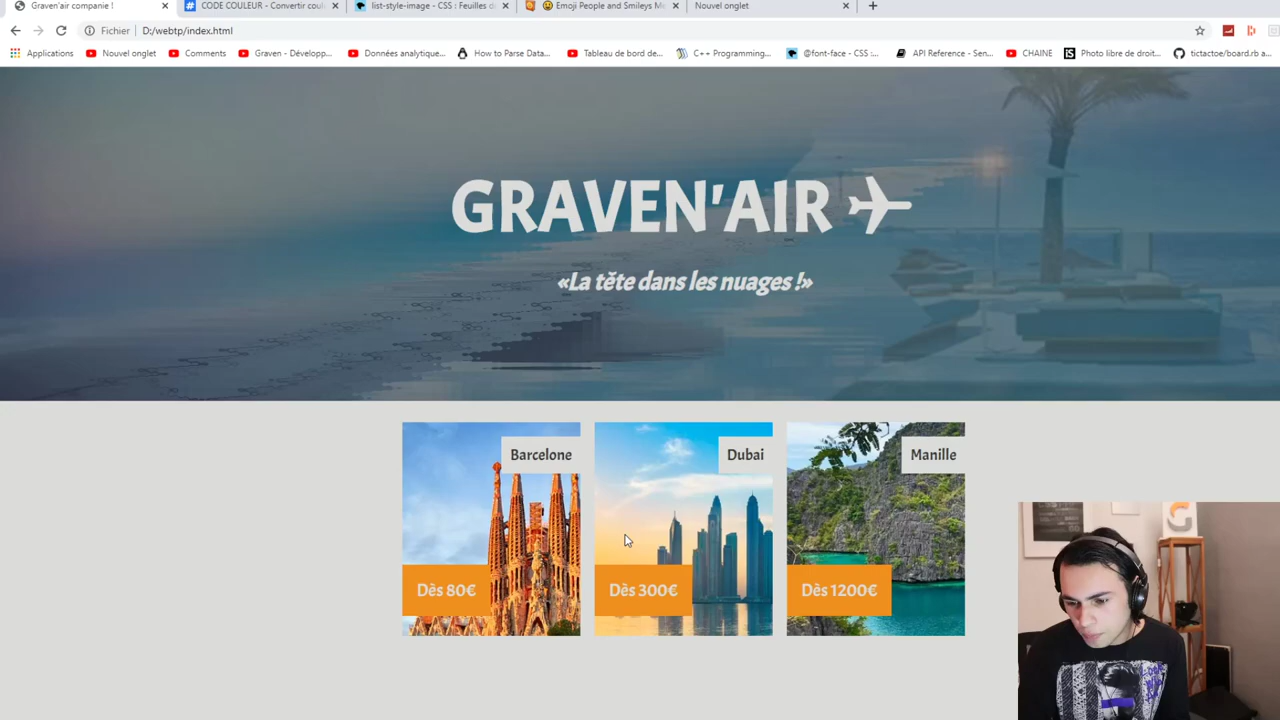 Graven'air companie !
CODE COULEUR - Convertir coul
list-style-image - CSS : Feuilles d
Emoji People and Smileys M
Nouvel onglet
Fichier
D:/webtp/index.html
Applications
Nouvel onglet
Comments
Graven - Développ...
Données analytique...
How to Parse Data...
Tableau de bord de...
C++ Programming...
@font-face - CSS :...
API Reference - Sen...
CHAINE
Photo libre de droit...
tictactoe/board.rb a...
GRAVEN'AIR
«La tête dans les nuages !»
Barcelone
Dubai
Manille
Dès 80€
Dès 300€
Dès 1200€